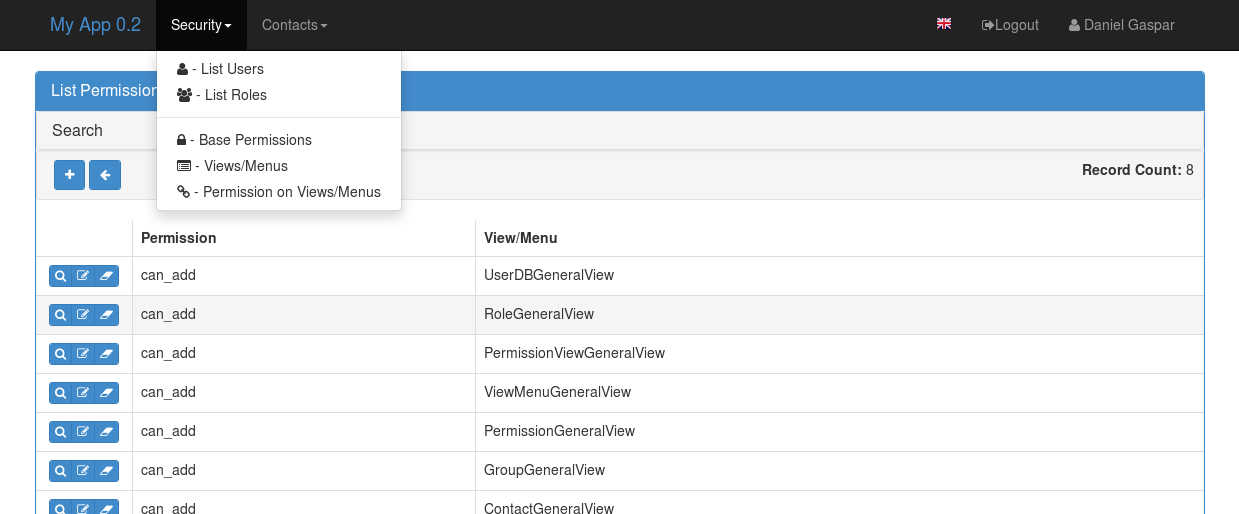 My App 0.2 Security Contacts Logout Daniel Gaspar
- List Users
- List Roles
- Base Permissions
- Views/Menus
- Permission on Views/Menus
List Permission
Search
Record Count: 8
Permission View/Menu
can_add UserDBGeneralView
can_add RoleGeneralView
can_add PermissionViewGeneralView
can_add ViewMenuGeneralView
can_add PermissionGeneralView
can_add GroupGeneralView
can_add ContactGeneralView